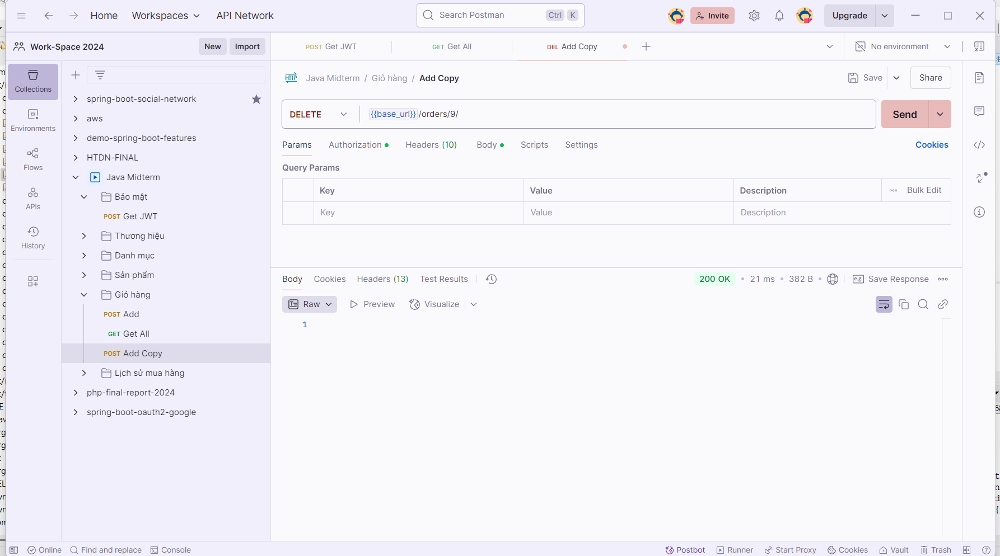 Home Workspaces API Network Search Postman Ctrl K Invite Upgrade
Work-Space 2024 New Import
POST Get JWT GET Get All DEL Add Copy No environment
Collections
Environments
Flows
APIs
History
spring-boot-social-network
aws
demo-spring-boot-features
HTDN-FINAL
Java Midterm
Bảo mật
POST Get JWT
Thương hiệu
Danh mục
Sản phẩm
Giỏ hàng
POST Add
GET Get All
POST Add Copy
Lịch sử mua hàng
php-final-report-2024
spring-boot-oauth2-google
HTTP Java Midterm / Giỏ hàng / Add Copy Save Share
DELETE {{base_url}}/orders/9/ Send
Params Authorization Headers (10) Body Scripts Settings Cookies
Query Params
Key Value Description Bulk Edit
Key Value Description
Body Cookies Headers (13) Test Results 200 OK 21 ms 382 B e.g. Save Response
Raw Preview Visualize
1
Online Find and replace Console Postbot Runner Start Proxy Cookies Vault Trash